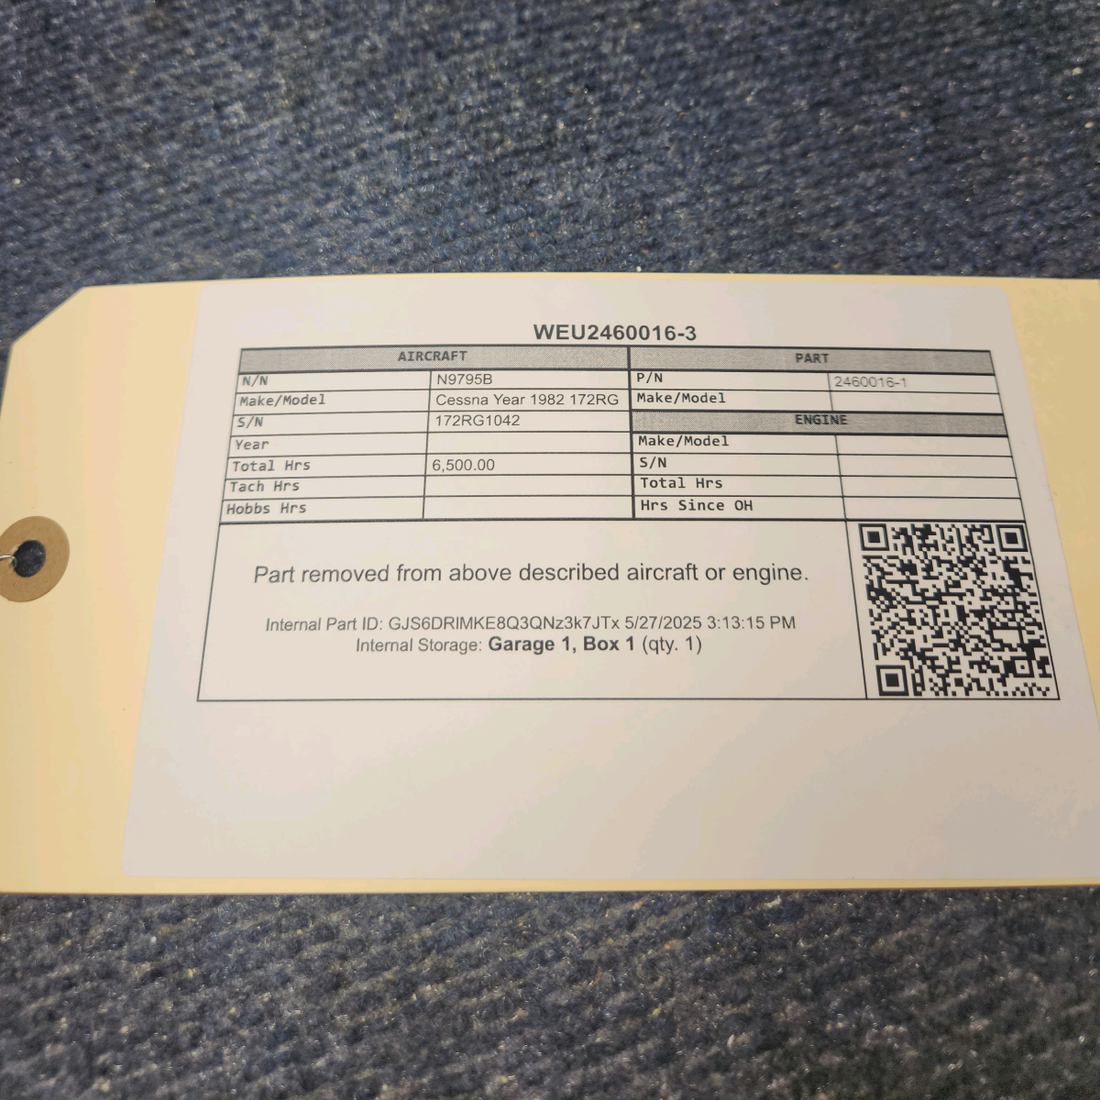 WEU2460016-3
AIRCRAFT PART
N/N N9795B P/N 2460016-1
Make/Model Cessna Year 1982 172RG Make/Model
S/N 172RG1042 ENGINE
Year Make/Model
Total Hrs 6,500.00 S/N
Tach Hrs Total Hrs
Hobbs Hrs Hrs Since OH
Part removed from above described aircraft or engine.
Internal Part ID: GJS6DRlMKE8Q3QNz3k7JTx 5/27/2025 3:13:15 PM
Internal Storage: Garage 1, Box 1 (qty. 1)